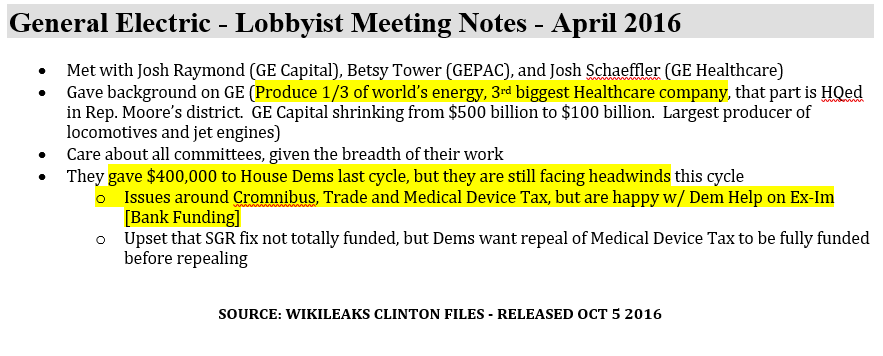 General Electric - Lobbyist Meeting Notes - April 2016
• Met with Josh Raymond (GE Capital), Betsy Tower (GEPAC), and Josh Schaeffler (GE Healthcare)
• Gave background on GE (Produce 1/3 of world's energy, 3rd biggest Healthcare company, that part is HQed
in Rep. Moore's district.  GE Capital shrinking from $500 billion to $100 billion.  Largest producer of
locomotives and jet engines)
• Care about all committees, given the breadth of their work
• They gave $400,000 to House Dems last cycle, but they are still facing headwinds this cycle
o Issues around Cromnibus, Trade and Medical Device Tax, but are happy w/ Dem Help on Ex-Im
[Bank Funding]
o Upset that SGR fix not totally funded, but Dems want repeal of Medical Device Tax to be fully funded
before repealing
SOURCE: WIKILEAKS CLINTON FILES - RELEASED OCT 5 2016